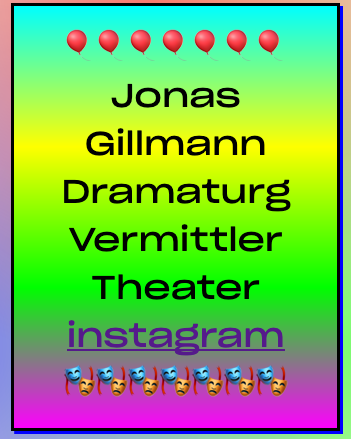 Jonas
Gillmann
Dramaturg
Vermittler
Theater
instagram